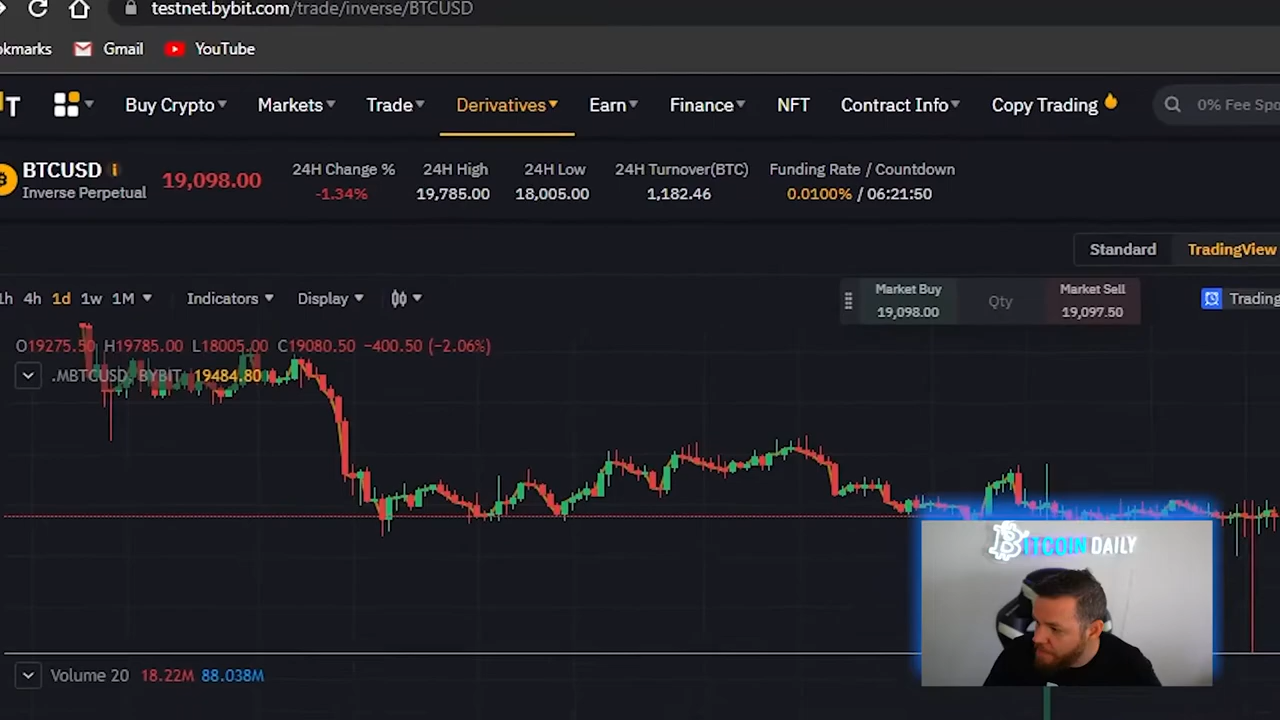 testnet.bybit.com/trade/inverse/BTCUSD
okmarks Gmail YouTube
T Buy Crypto Markets Trade Derivatives Earn Finance NFT Contract Info Copy Trading 0% Fee Spo
BTCUSD 19,098.00 24H Change % 24H High 24H Low 24H Turnover(BTC) Funding Rate / Countdown
Inverse Perpetual -1.34% 19,785.00 18,005.00 1,182.46 0.0100% / 06:21:50
Standard TradingView
1h 4h 1d 1w 1M Indicators Display Market Buy 19,098.00 Qty Market Sell 19,097.50 Trading
O19275.50 H19785.00 L18005.00 C19080.50 −400.50 (−2.06%)
.MBTCUSD, BYBIT 19484.80
BITCOIN DAILY
Volume 20 18.22M 88.038M